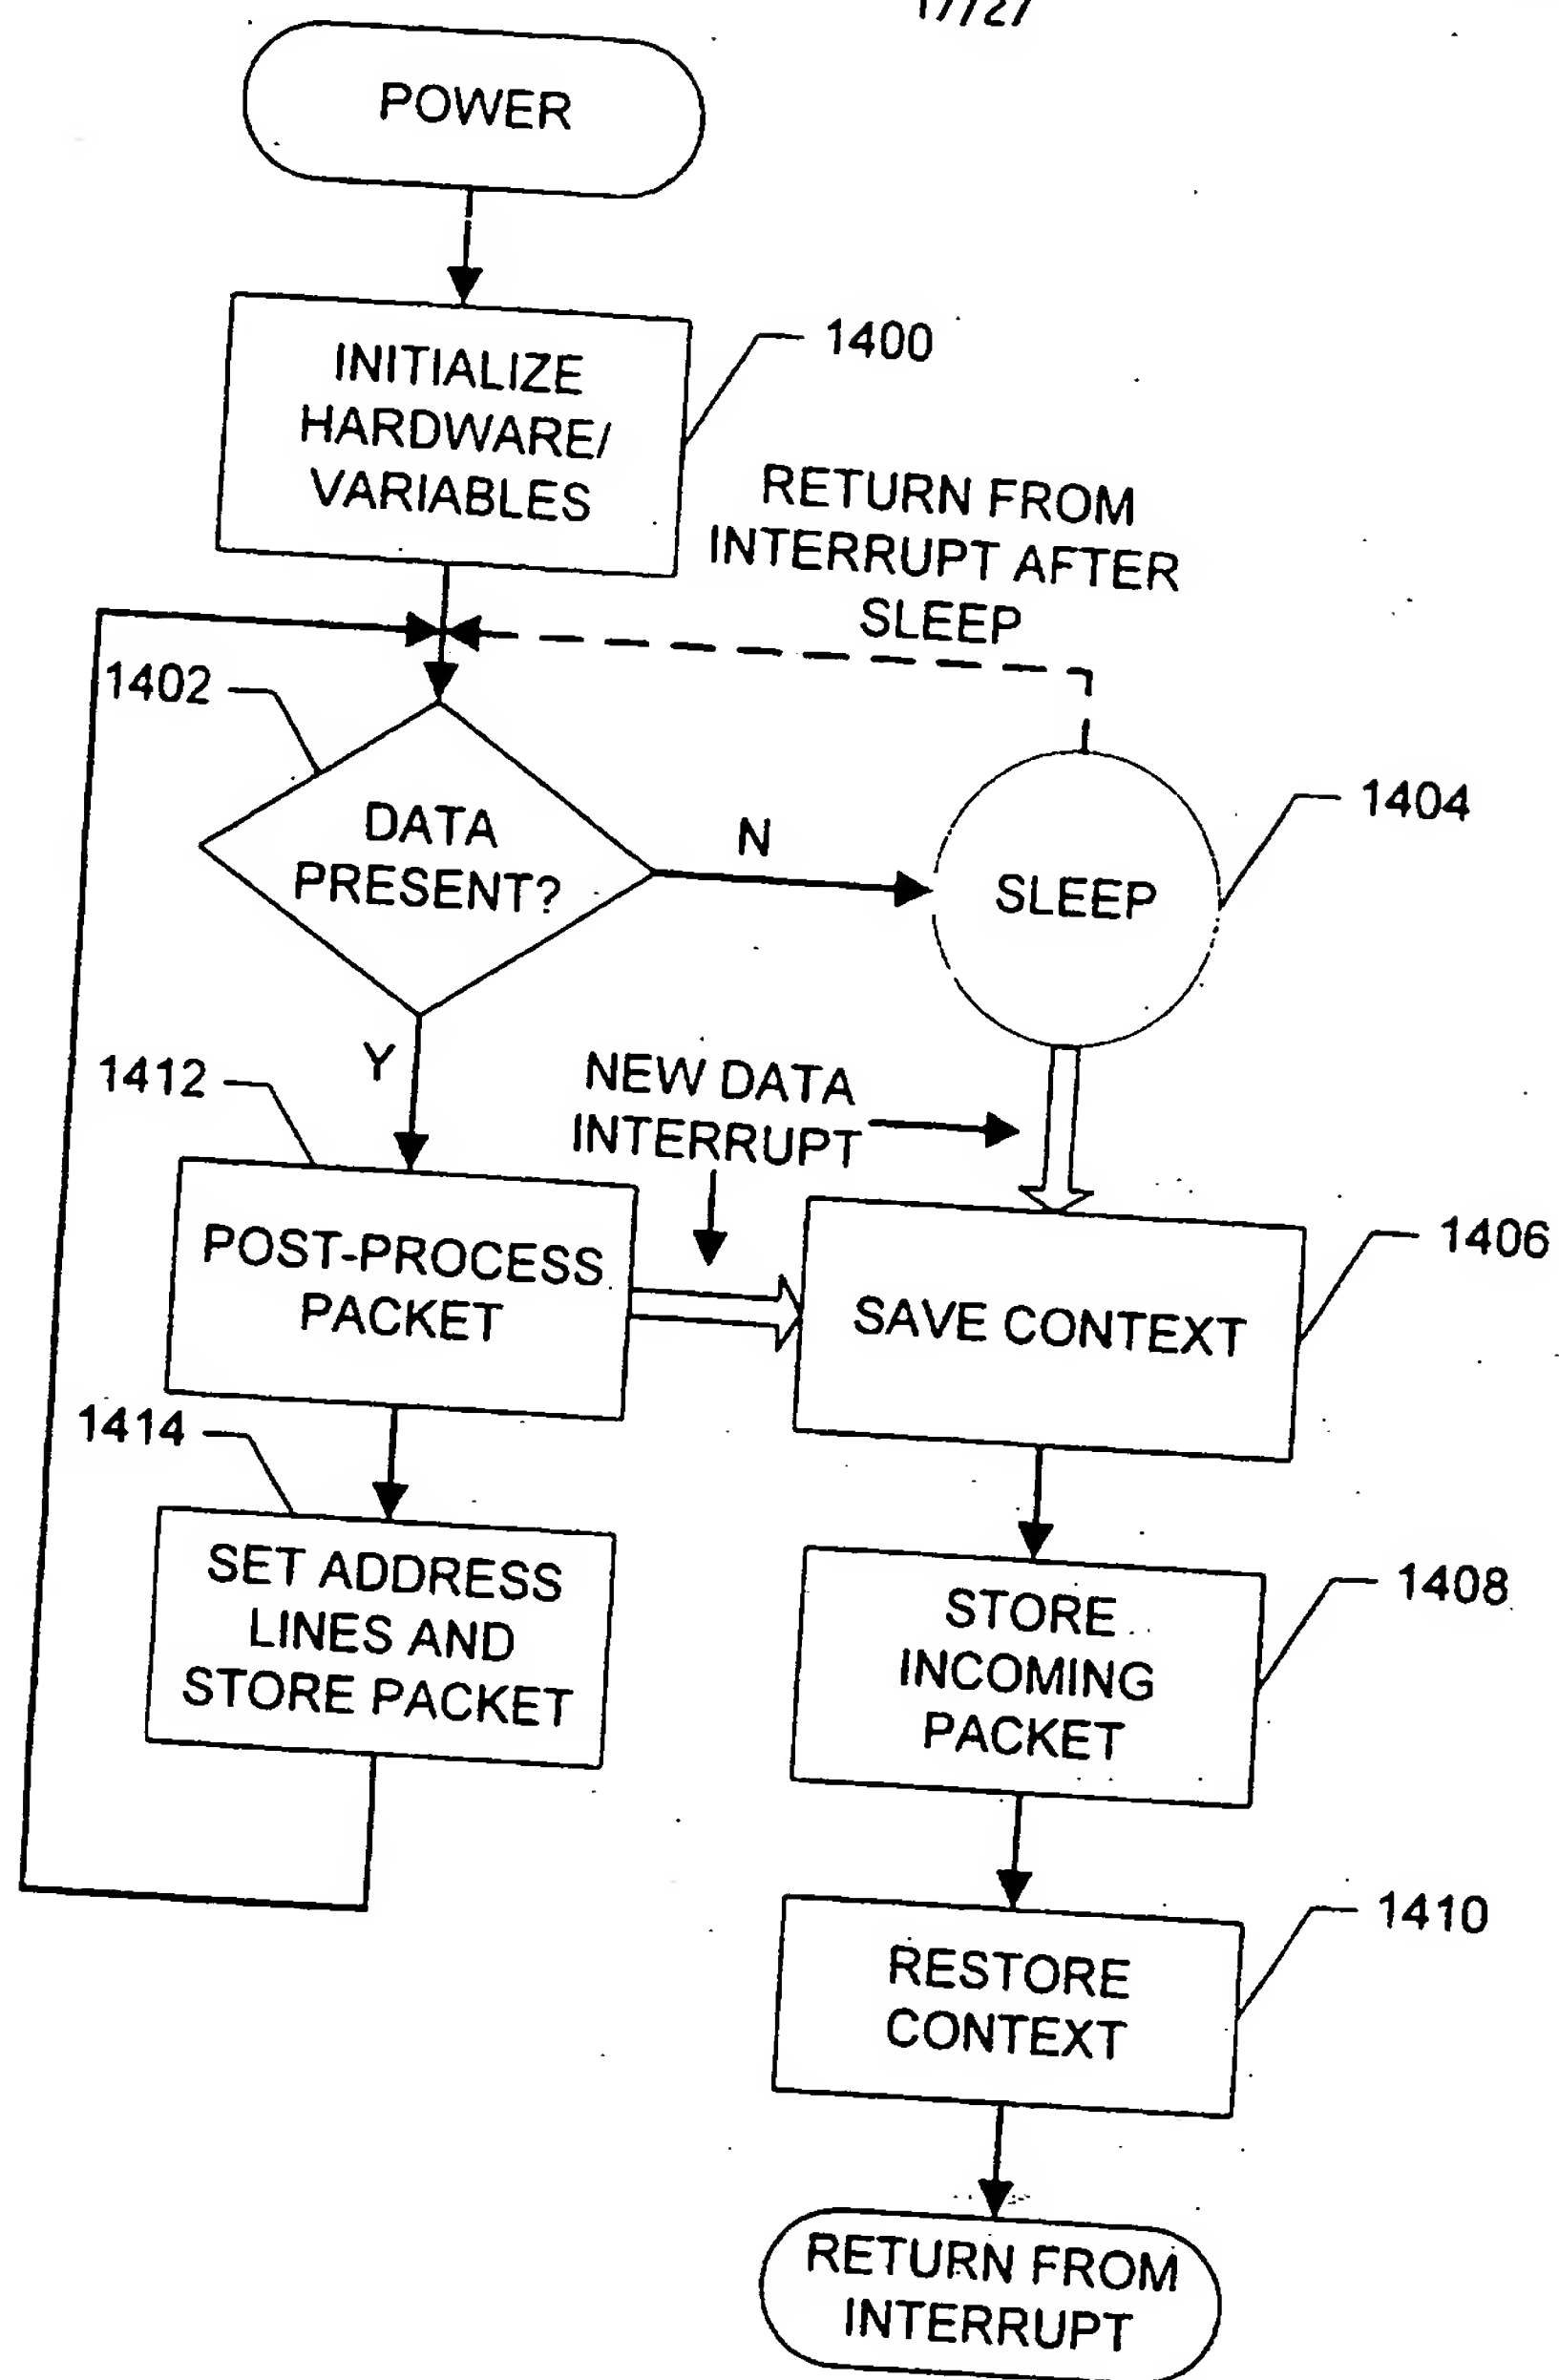 17/27
POWER
INITIALIZE
HARDWARE/
VARIABLES
1400
RETURN FROM
INTERRUPT AFTER
SLEEP
1402
DATA
PRESENT?
N
SLEEP
1404
Y
1412
NEW DATA
INTERRUPT
POST-PROCESS
PACKET
SAVE CONTEXT
1406
1414
SET ADDRESS
LINES AND
STORE PACKET
STORE
INCOMING
PACKET
1408
RESTORE
CONTEXT
1410
RETURN FROM
INTERRUPT